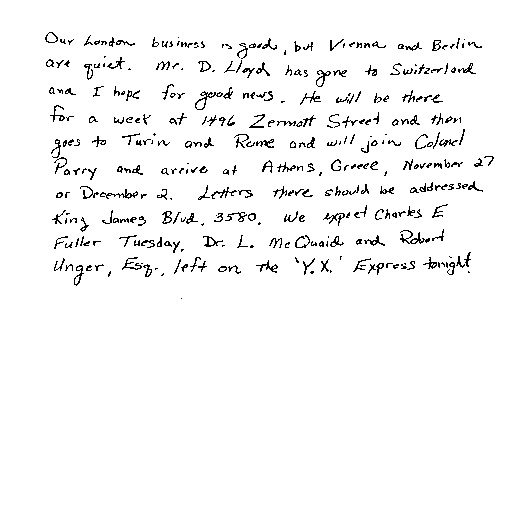 Our London business is good, but Vienna and Berlin
are quiet. Mr. D. Lloyd has gone to Switzerland
and I hope for good news. He will be there
for a week at 1496 Zermott Street and then
goes to Turin and Rome and will join Colonel
Parry and arrive at Athens, Greece, November 27
or December 2. Letters there should be addressed
King James Blvd. 3580. We expect Charles E
Fuller Tuesday. Dr. L. McQuaid and Robert
Unger, Esq., left on the 'Y.X.' Express tonight.